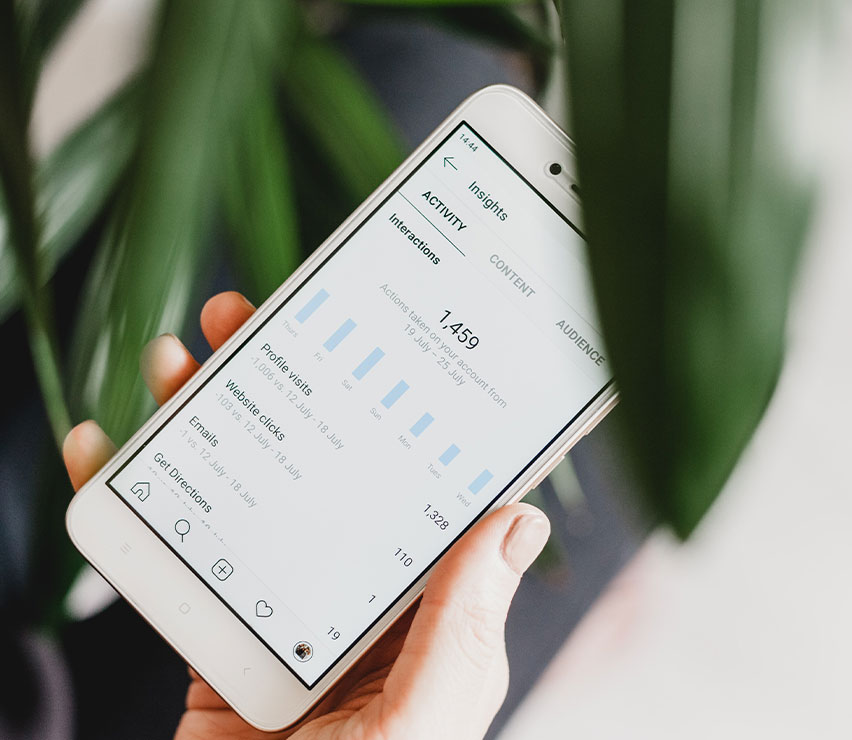 14:44
Insights
ACTIVITY
CONTENT
AUDIENCE
Interactions
1,459
Actions taken on your account from
19 July – 25 July
Thurs
Fri
Sat
Sun
Mon
Tues
Wed
Profile visits
1,328
-1,006 vs. 12 July - 18 July
Website clicks
110
-103 vs. 12 July - 18 July
Emails
1
-1 vs. 12 July - 18 July
Get Directions
19